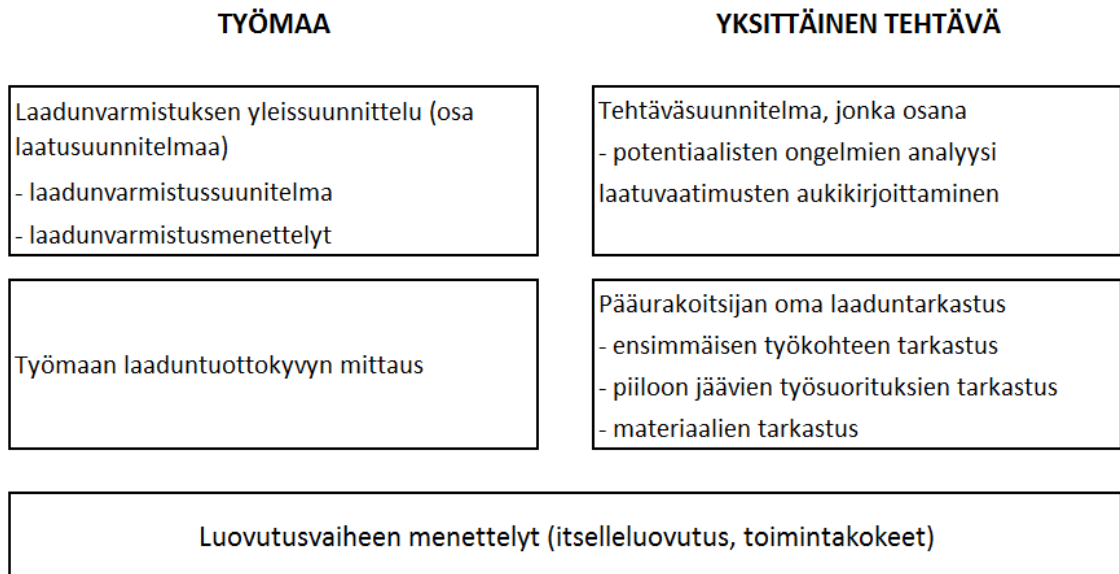 TYÖMAA
YKSITTÄINEN TEHTÄVÄ
Laadunvarmistuksen yleissuunnittelu (osa
laatusuunnitelmaa)
- laadunvarmistussuunitelma
- laadunvarmistusmenettelyt
Tehtäväsuunnitelma, jonka osana
- potentiaalisten ongelmien analyysi
laatuvaatimusten aukikirjoittaminen
Työmaan laaduntuottokyvyn mittaus
Pääurakoitsijan oma laaduntarkastus
- ensimmäisen työkohteen tarkastus
- piiloon jäävien työsuorituksien tarkastus
- materiaalien tarkastus
Luovutusvaiheen menettelyt (itselleluovutus, toimintakokeet)